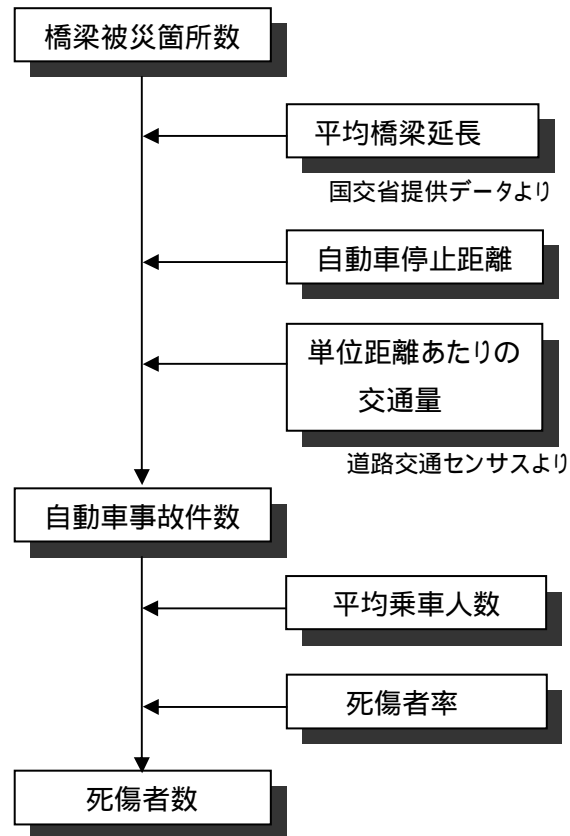 橋梁被災箇所数
平均橋梁延長
国交省提供データより
自動車停止距離
単位距離あたりの
交通量
道路交通センサスより
自動車事故件数
平均乗車人数
死傷者率
死傷者数